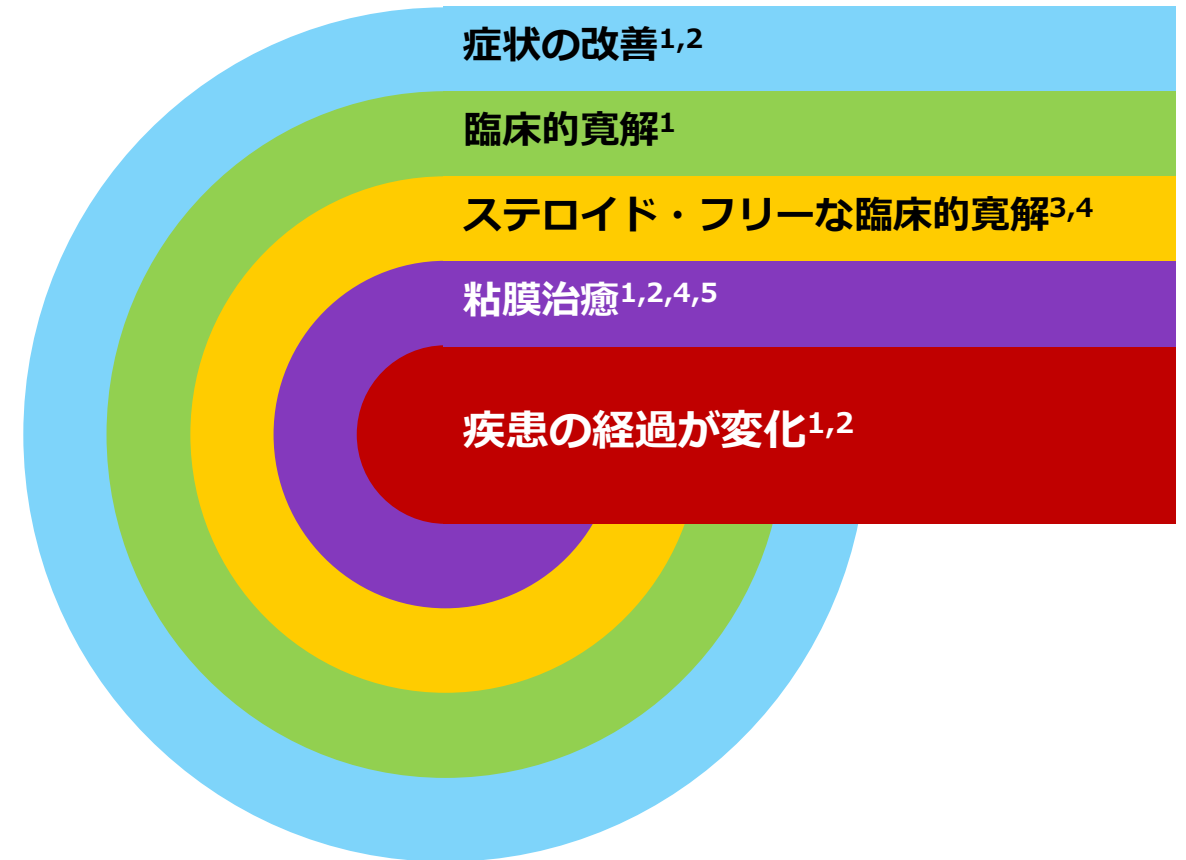 症状の改善1,2
臨床的寛解1
ステロイド・フリーな臨床的寛解3,4
粘膜治癒1,2,4,5
疾患の経過が変化1,2